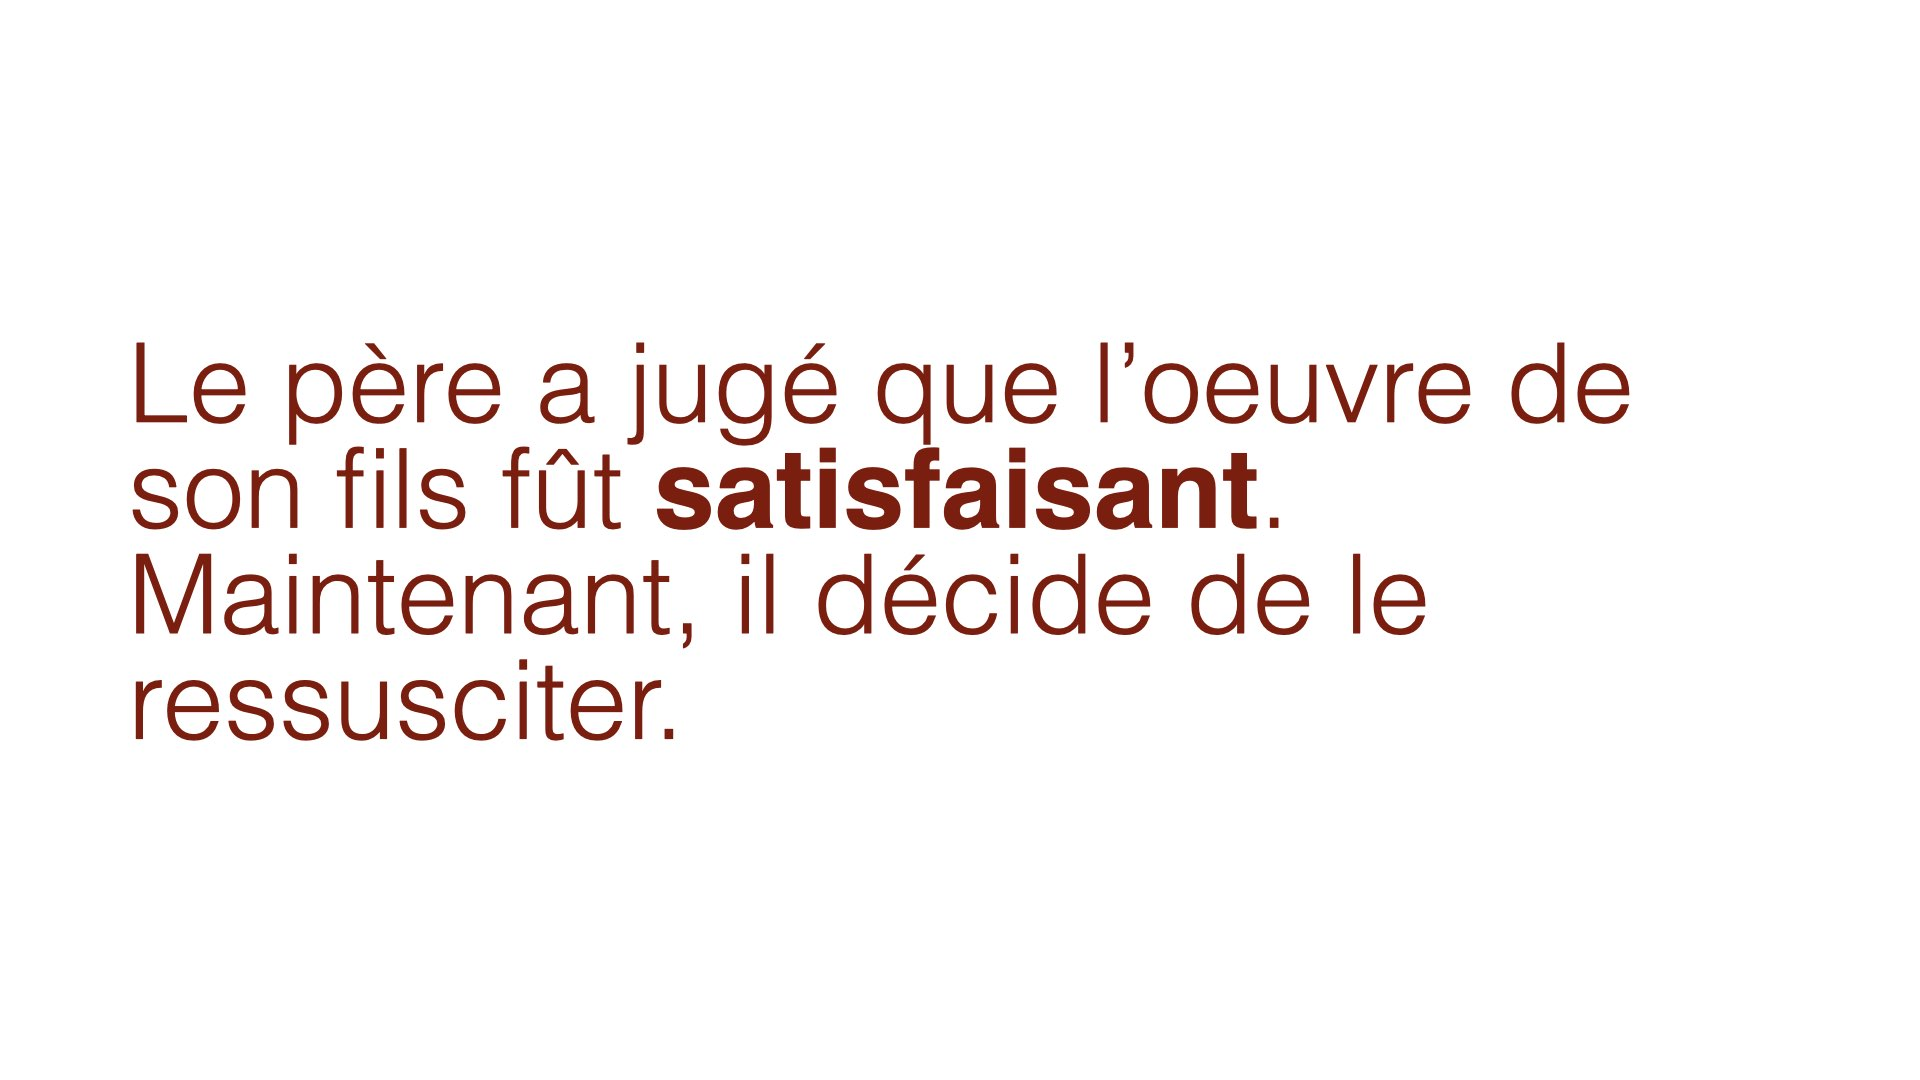 Le père a jugé que l’oeuvre de
son fils fût satisfaisant.
Maintenant, il décide de le
ressusciter.